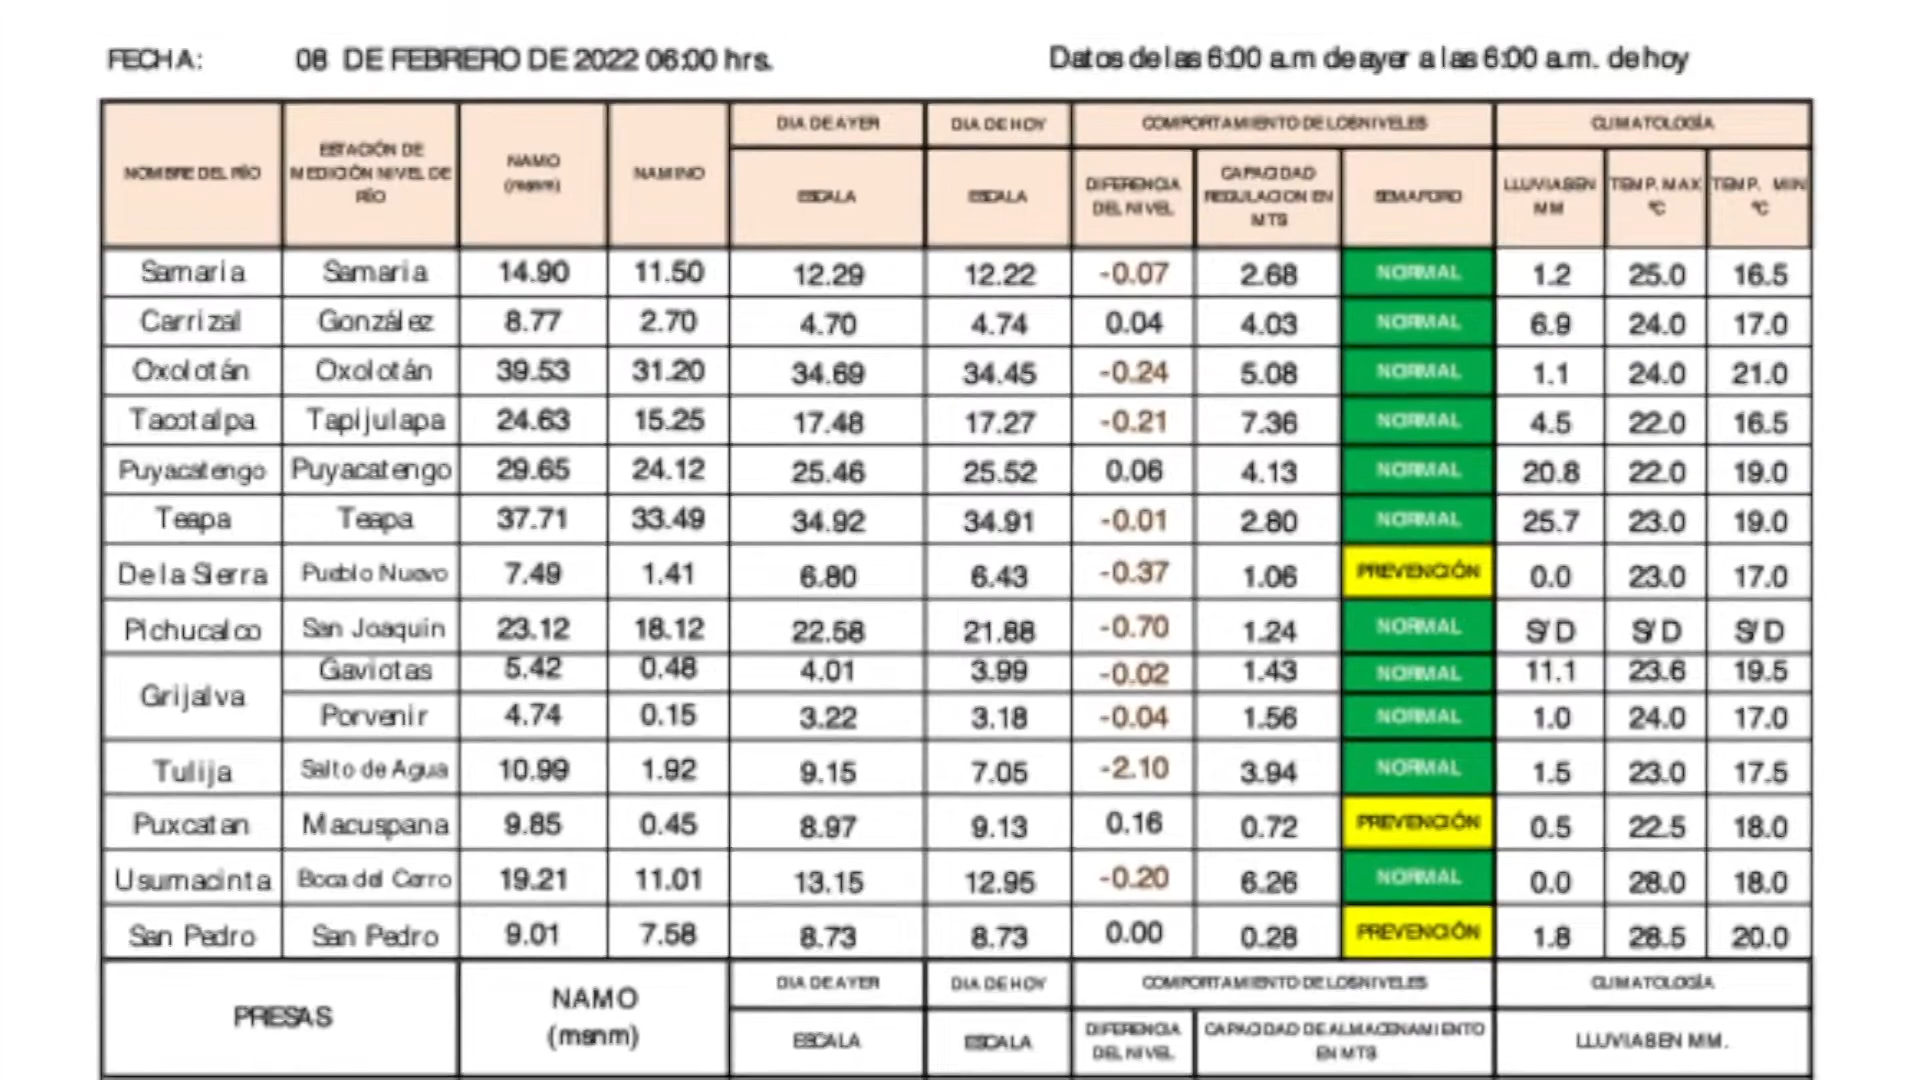 FECHA: 08 DE FEBRERO DE 2022 06:00 hrs. Datos de las 6:00 a.m de ayer a las 6:00 a.m. de hoy
DIA DE AYER DIA DE HOY COMPORTAMIENTO DE LOS NIVELES CLIMATOLOGÍA
NOMBRE DEL RÍO ESTACIÓN DE MEDICIÓN NIVEL DE RÍO NAMO (msnm) NAMINO ESCALA ESCALA DIFERENCIA DEL NIVEL CAPACIDAD REGULACION EN MTS SEMAFORO LLUVIAS EN MM TEMP. MAX °C TEMP. MIN °C
Samaria Samaria 14.90 11.50 12.29 12.22 -0.07 2.68 NORMAL 1.2 25.0 16.5
Carrizal González 8.77 2.70 4.70 4.74 0.04 4.03 NORMAL 6.9 24.0 17.0
Oxolotán Oxolotán 39.53 31.20 34.69 34.45 -0.24 5.08 NORMAL 1.1 24.0 21.0
Tacotalpa Tapijulapa 24.63 15.25 17.48 17.27 -0.21 7.36 NORMAL 4.5 22.0 16.5
Puyacatengo Puyacatengo 29.65 24.12 25.46 25.52 0.06 4.13 NORMAL 20.8 22.0 19.0
Teapa Teapa 37.71 33.49 34.92 34.91 -0.01 2.80 NORMAL 25.7 23.0 19.0
De la Sierra Pueblo Nuevo 7.49 1.41 6.80 6.43 -0.37 1.06 PREVENCIÓN 0.0 23.0 17.0
Pichucalco San Joaquin 23.12 18.12 22.58 21.88 -0.70 1.24 NORMAL S/D S/D S/D
Grijalva Gaviotas 5.42 0.48 4.01 3.99 -0.02 1.43 NORMAL 11.1 23.6 19.5
Porvenir 4.74 0.15 3.22 3.18 -0.04 1.56 NORMAL 1.0 24.0 17.0
Tulija Salto de Agua 10.99 1.92 9.15 7.05 -2.10 3.94 NORMAL 1.5 23.0 17.5
Puxcatan Macuspana 9.85 0.45 8.97 9.13 0.16 0.72 PREVENCIÓN 0.5 22.5 18.0
Usumacinta Boca del Cerro 19.21 11.01 13.15 12.95 -0.20 6.26 NORMAL 0.0 28.0 18.0
San Pedro San Pedro 9.01 7.58 8.73 8.73 0.00 0.28 PREVENCIÓN 1.8 28.5 20.0
DIA DE AYER DIA DE HOY COMPORTAMIENTO DE LOS NIVELES CLIMATOLOGÍA
PRESAS NAMO (msnm) ESCALA ESCALA DIFERENCIA DEL NIVEL CAPACIDAD DE ALMACENAMIENTO EN MTS LLUVIAS EN MM.